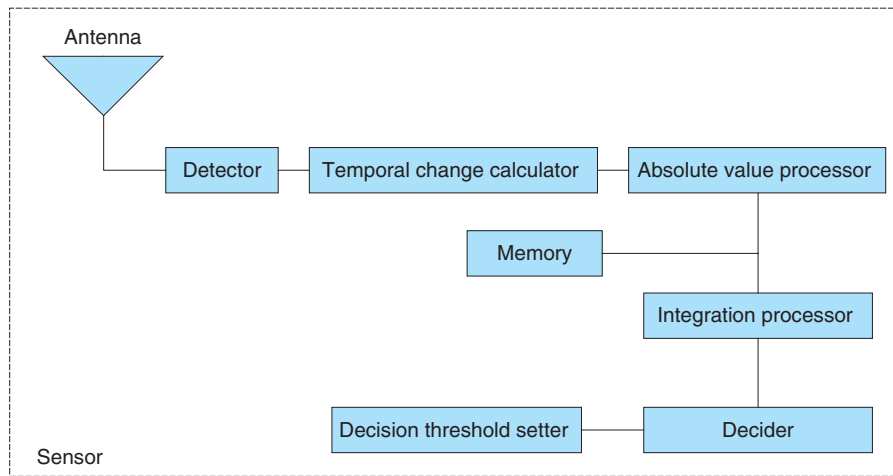 Antenna
Detector
Temporal change calculator
Absolute value processor
Memory
Integration processor
Decision threshold setter
Decider
Sensor